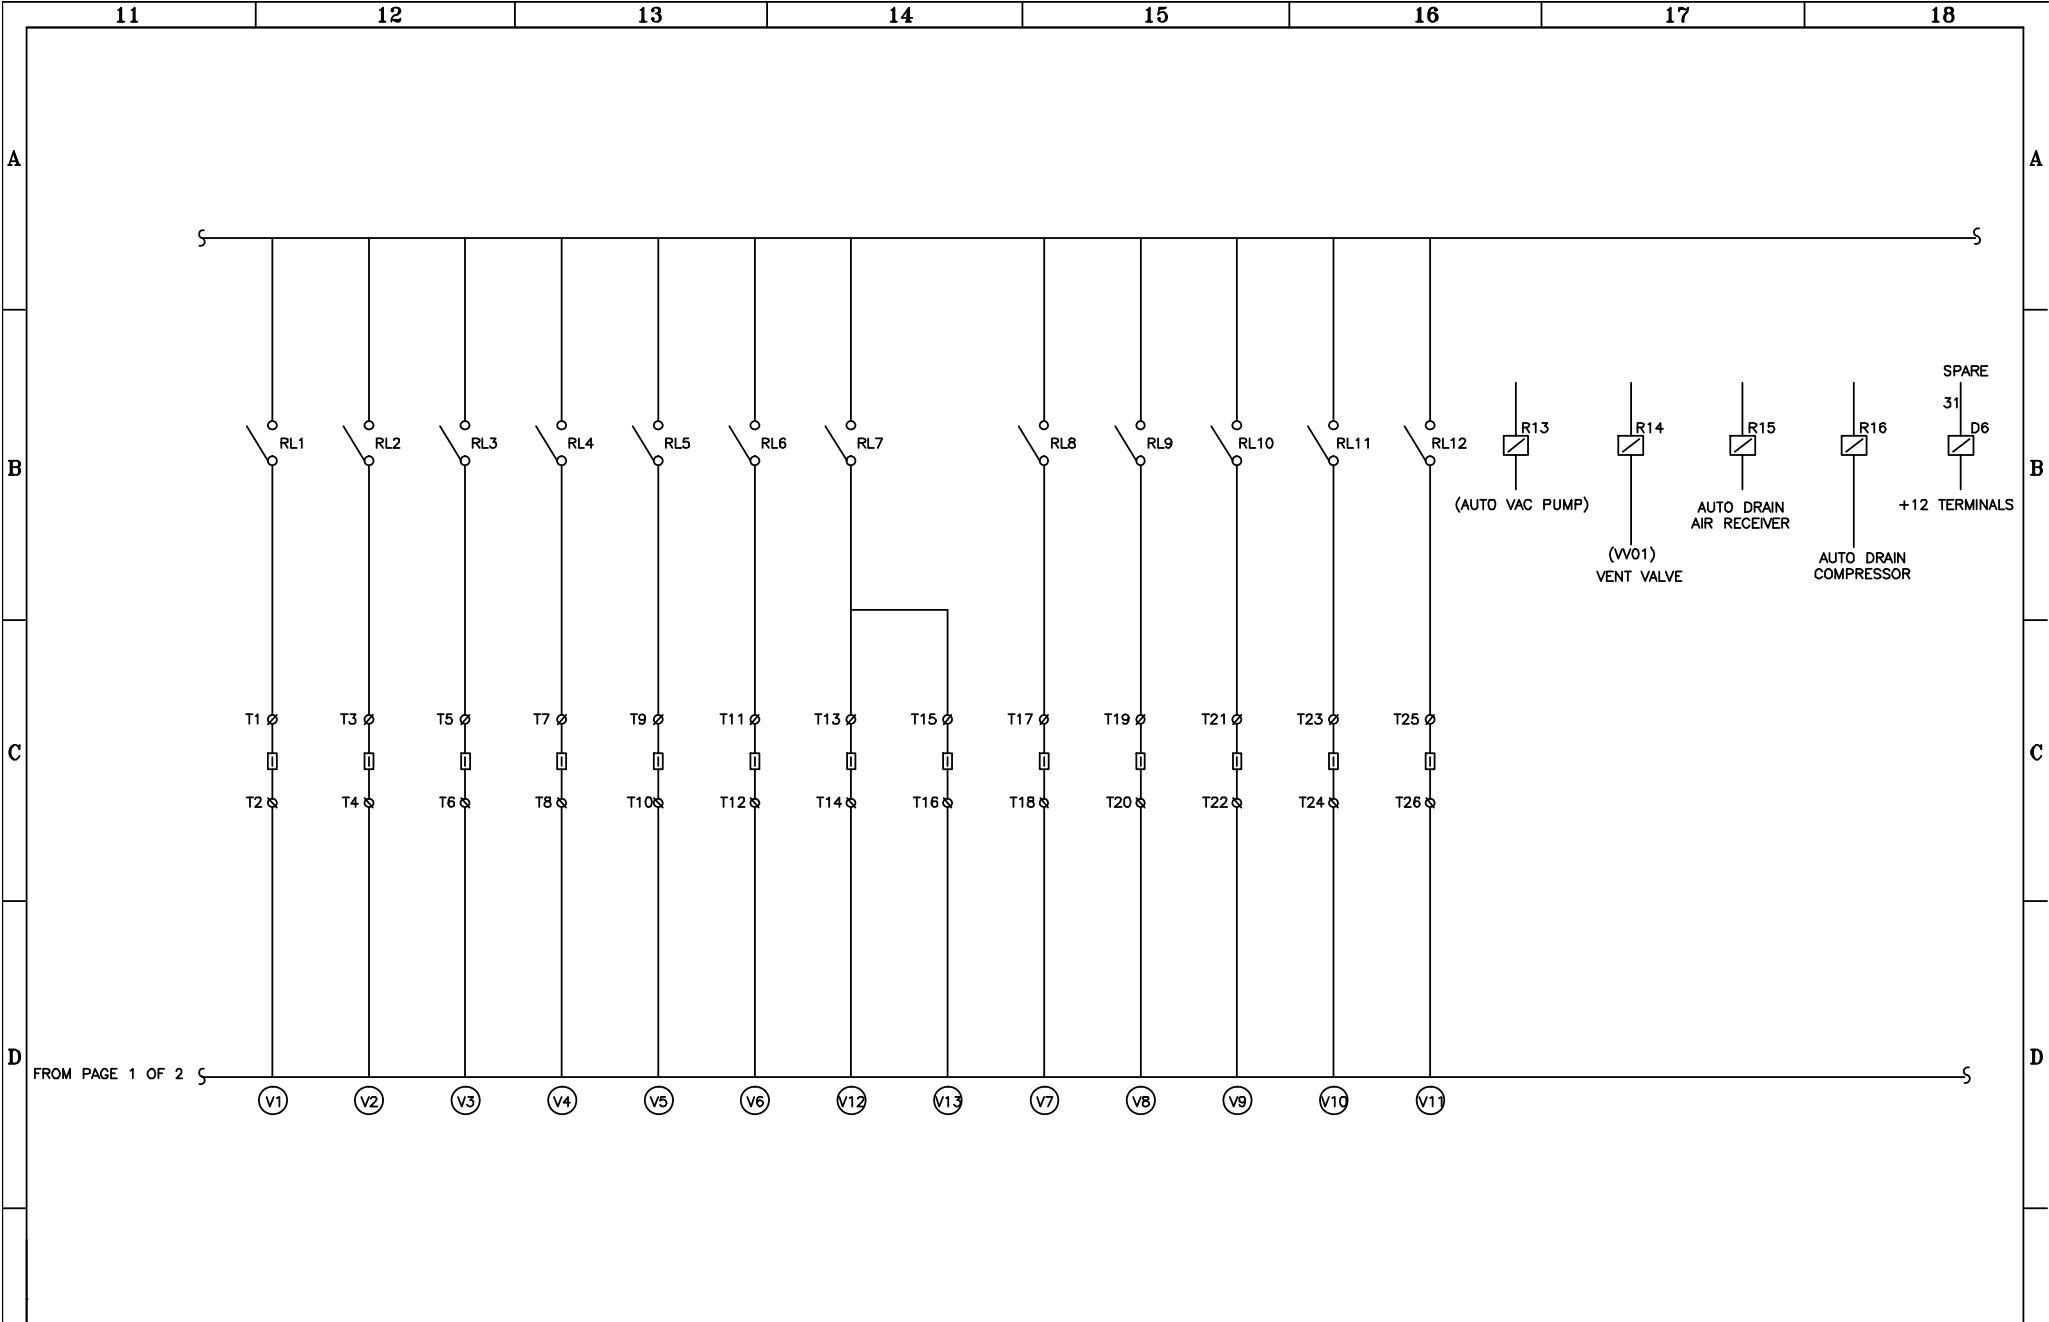 11 12 13 14 15 16 17 18
A A
SPARE
31
R13 R14 R15 R16 D6
RL1 RL2 RL3 RL4 RL5 RL6 RL7 RL8 RL9 RL10 RL11 RL12
B B
(AUTO VAC PUMP)
AUTO DRAIN
AIR RECEIVER
+12 TERMINALS
(VV01)
VENT VALVE
AUTO DRAIN
COMPRESSOR
T1 T3 T5 T7 T9 T11 T13 T15 T17 T19 T21 T23 T25
C C
T2 T4 T6 T8 T10 T12 T14 T16 T18 T20 T22 T24 T26
D D
FROM PAGE 1 OF 2
V1 V2 V3 V4 V5 V6 V12 V13 V7 V8 V9 V10 V11